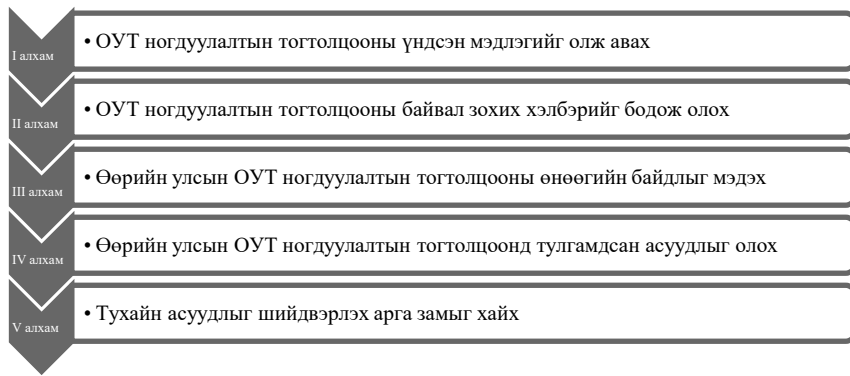 I алхам
• ОУТ ногдуулалтын тогтолцооны үндсэн мэдлэгийг олж авах
II алхам
• ОУТ ногдуулалтын тогтолцооны байвал зохих хэлбэрийг бодож олох
III алхам
• Өөрийн улсын ОУТ ногдуулалтын тогтолцооны өнөөгийн байдлыг мэдэх
IV алхам
• Өөрийн улсын ОУТ ногдуулалтын тогтолцоонд тулгамдсан асуудлыг олох
V алхам
• Тухайн асуудлыг шийдвэрлэх арга замыг хайх